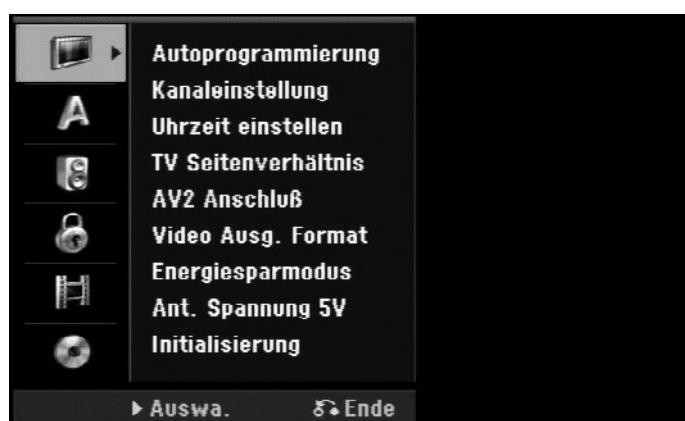 Autoprogrammierung
Kanaleinstellung
Uhrzeit einstellen
TV Seitenverhältnis
AV2 Anschluß
Video Ausg. Format
Energiesparmodus
Ant. Spannung 5V
Initialisierung
Auswa. Ende